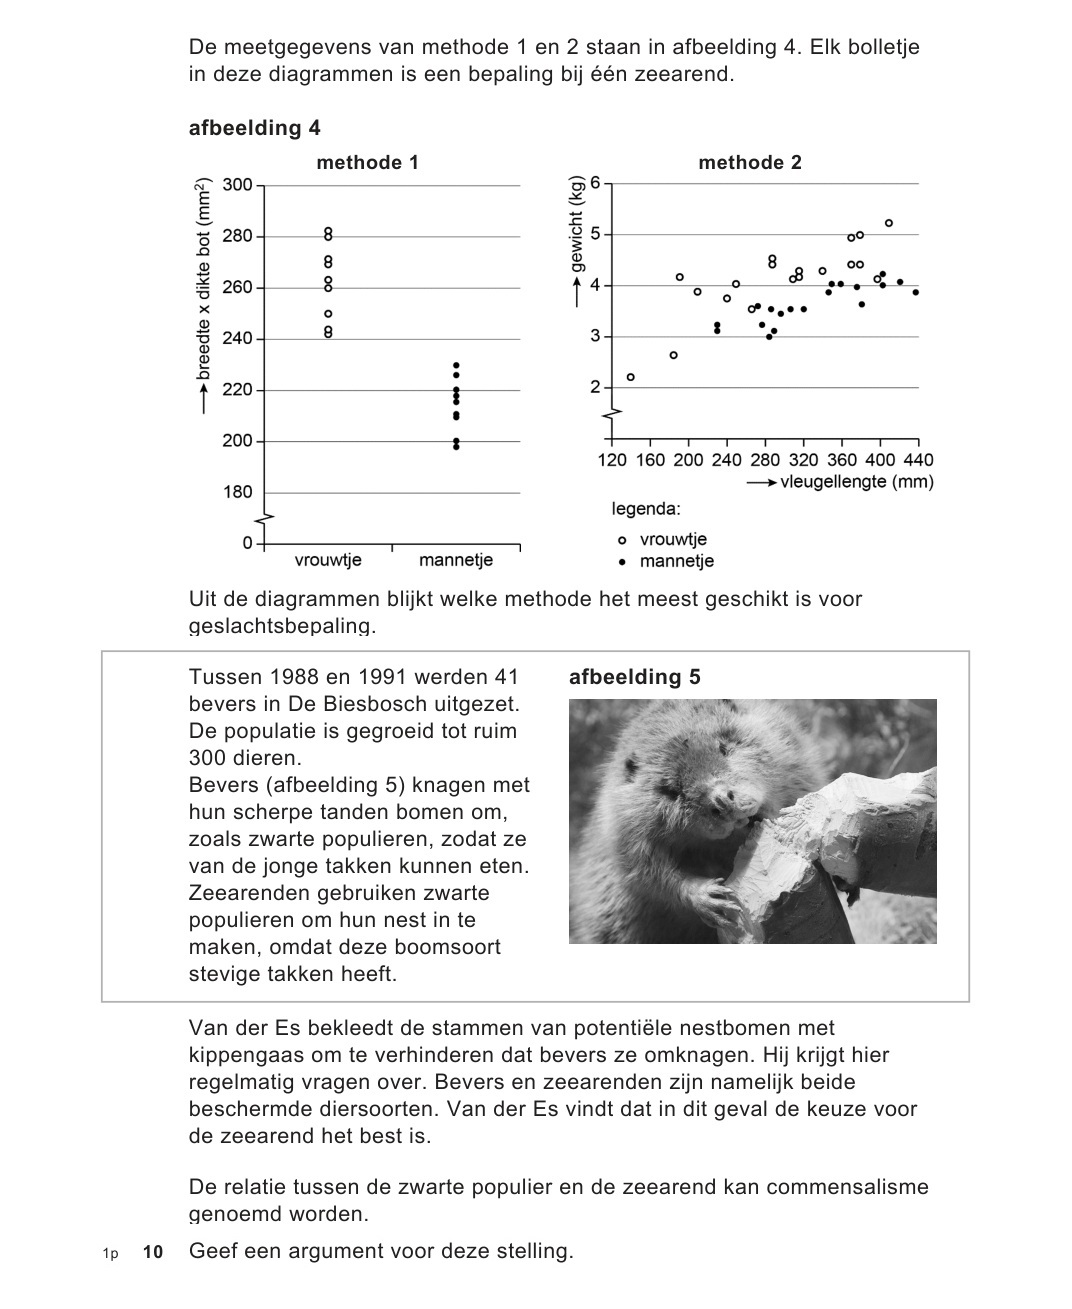 De meetgegevens van methode 1 en 2 staan in afbeelding 4. Elk bolletje
in deze diagrammen is een bepaling bij één zeearend.
afbeelding 4
methode 1
breedte x dikte bot (mm²)
300
280
260
240
220
200
180
0
vrouwtje
mannetje
methode 2
gewicht (kg)
6
5
4
3
2
120 160 200 240 280 320 360 400 440
vleugellengte (mm)
legenda:
vrouwtje
mannetje
Uit de diagrammen blijkt welke methode het meest geschikt is voor
geslachtsbepaling.
Tussen 1988 en 1991 werden 41
bevers in De Biesbosch uitgezet.
De populatie is gegroeid tot ruim
300 dieren.
Bevers (afbeelding 5) knagen met
hun scherpe tanden bomen om,
zoals zwarte populieren, zodat ze
van de jonge takken kunnen eten.
Zeearenden gebruiken zwarte
populieren om hun nest in te
maken, omdat deze boomsoort
stevige takken heeft.
afbeelding 5
Van der Es bekleedt de stammen van potentiële nestbomen met
kippengaas om te verhinderen dat bevers ze omknagen. Hij krijgt hier
regelmatig vragen over. Bevers en zeearenden zijn namelijk beide
beschermde diersoorten. Van der Es vindt dat in dit geval de keuze voor
de zeearend het best is.
De relatie tussen de zwarte populier en de zeearend kan commensalisme
genoemd worden.
1p 10 Geef een argument voor deze stelling.